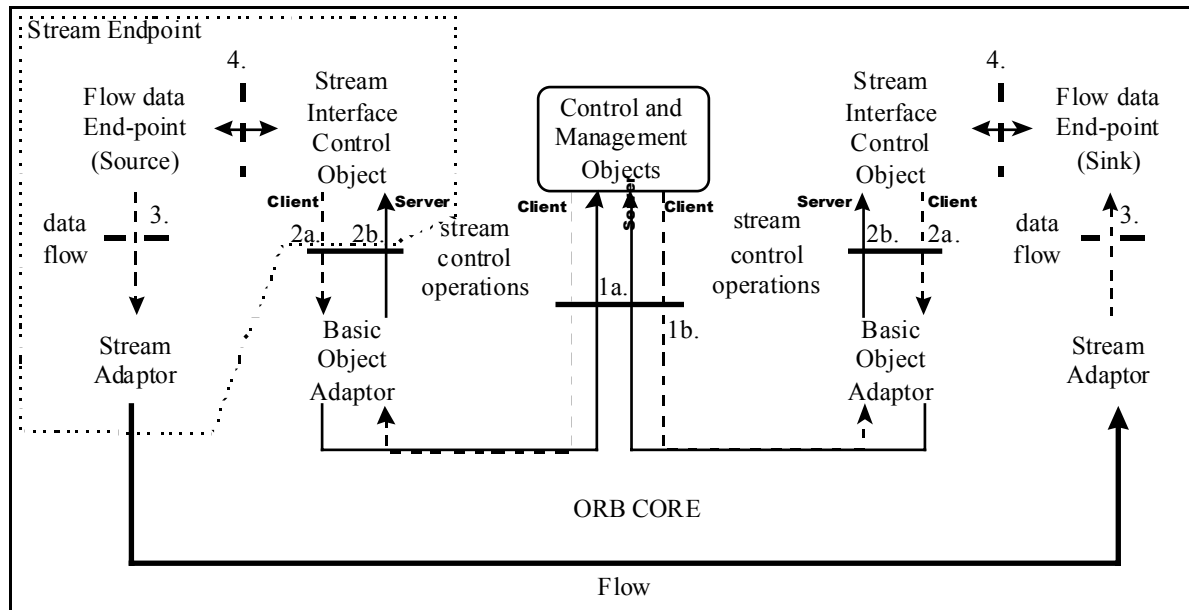 Stream Endpoint
4.
Flow data
End-point
(Source)
Stream
Interface
Control
Object
Control and
Management
Objects
Stream
Interface
Control
Object
4.
Flow data
End-point
(Sink)
Client
Server
Client
Server
Client
Server
Client
3.
data
flow
2a.
2b.
stream
control
operations
1a.
1b.
stream
control
operations
2b.
2a.
data
flow
3.
Stream
Adaptor
Basic
Object
Adaptor
Basic
Object
Adaptor
Stream
Adaptor
ORB CORE
Flow